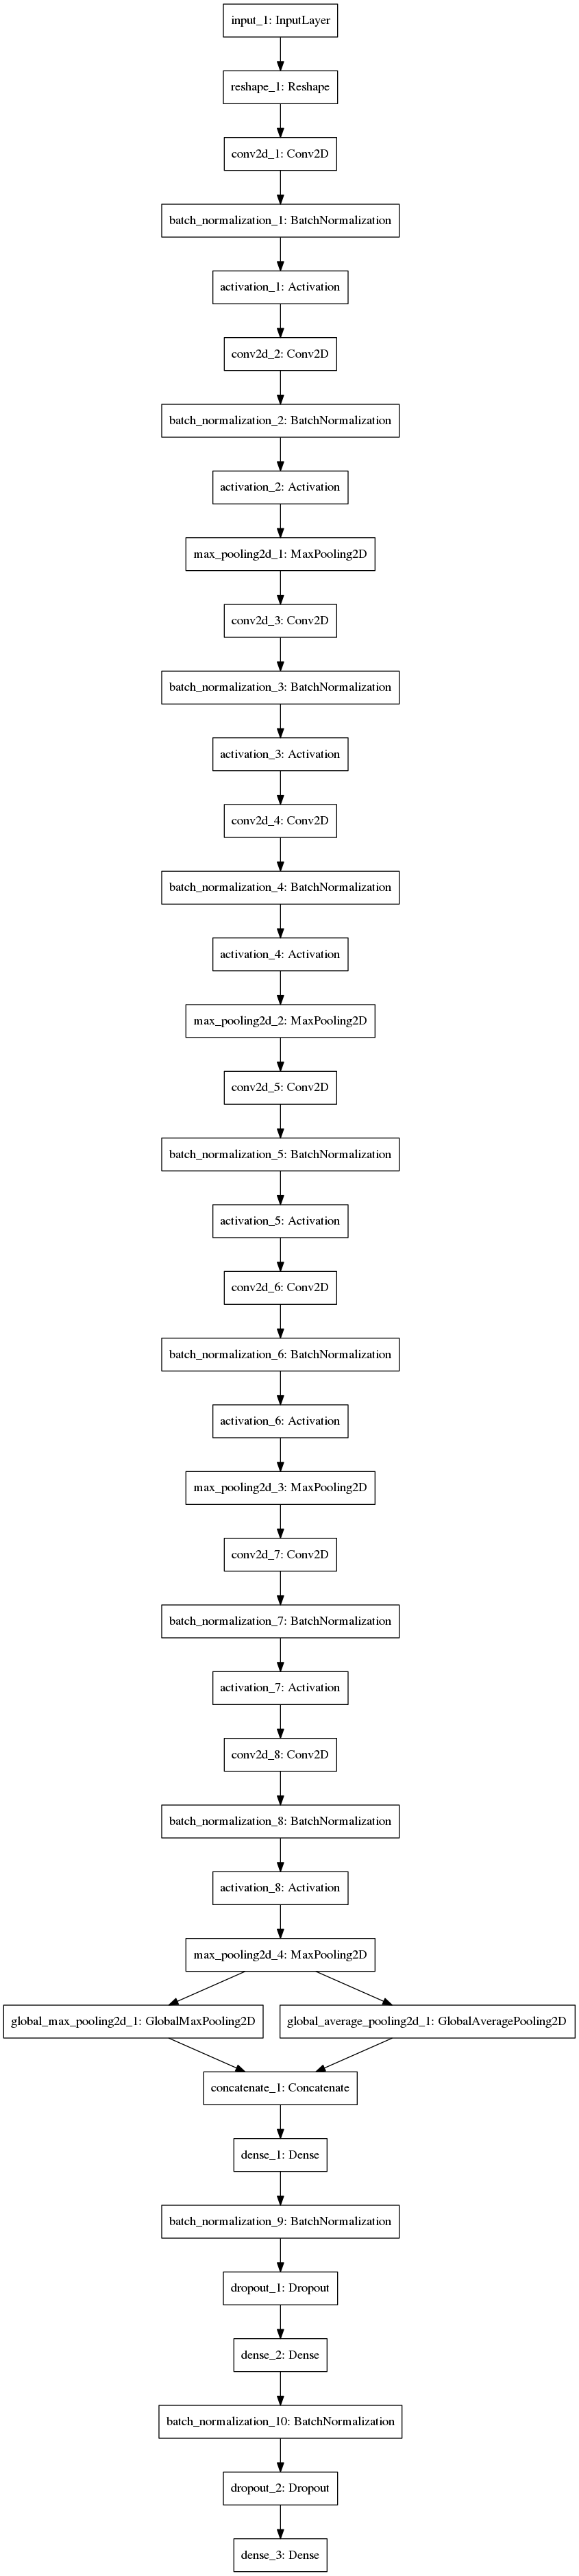 input_1: InputLayer
reshape_1: Reshape
conv2d_1: Conv2D
batch_normalization_1: BatchNormalization
activation_1: Activation
conv2d_2: Conv2D
batch_normalization_2: BatchNormalization
activation_2: Activation
max_pooling2d_1: MaxPooling2D
conv2d_3: Conv2D
batch_normalization_3: BatchNormalization
activation_3: Activation
conv2d_4: Conv2D
batch_normalization_4: BatchNormalization
activation_4: Activation
max_pooling2d_2: MaxPooling2D
conv2d_5: Conv2D
batch_normalization_5: BatchNormalization
activation_5: Activation
conv2d_6: Conv2D
batch_normalization_6: BatchNormalization
activation_6: Activation
max_pooling2d_3: MaxPooling2D
conv2d_7: Conv2D
batch_normalization_7: BatchNormalization
activation_7: Activation
conv2d_8: Conv2D
batch_normalization_8: BatchNormalization
activation_8: Activation
max_pooling2d_4: MaxPooling2D
global_max_pooling2d_1: GlobalMaxPooling2D
global_average_pooling2d_1: GlobalAveragePooling2D
concatenate_1: Concatenate
dense_1: Dense
batch_normalization_9: BatchNormalization
dropout_1: Dropout
dense_2: Dense
batch_normalization_10: BatchNormalization
dropout_2: Dropout
dense_3: Dense